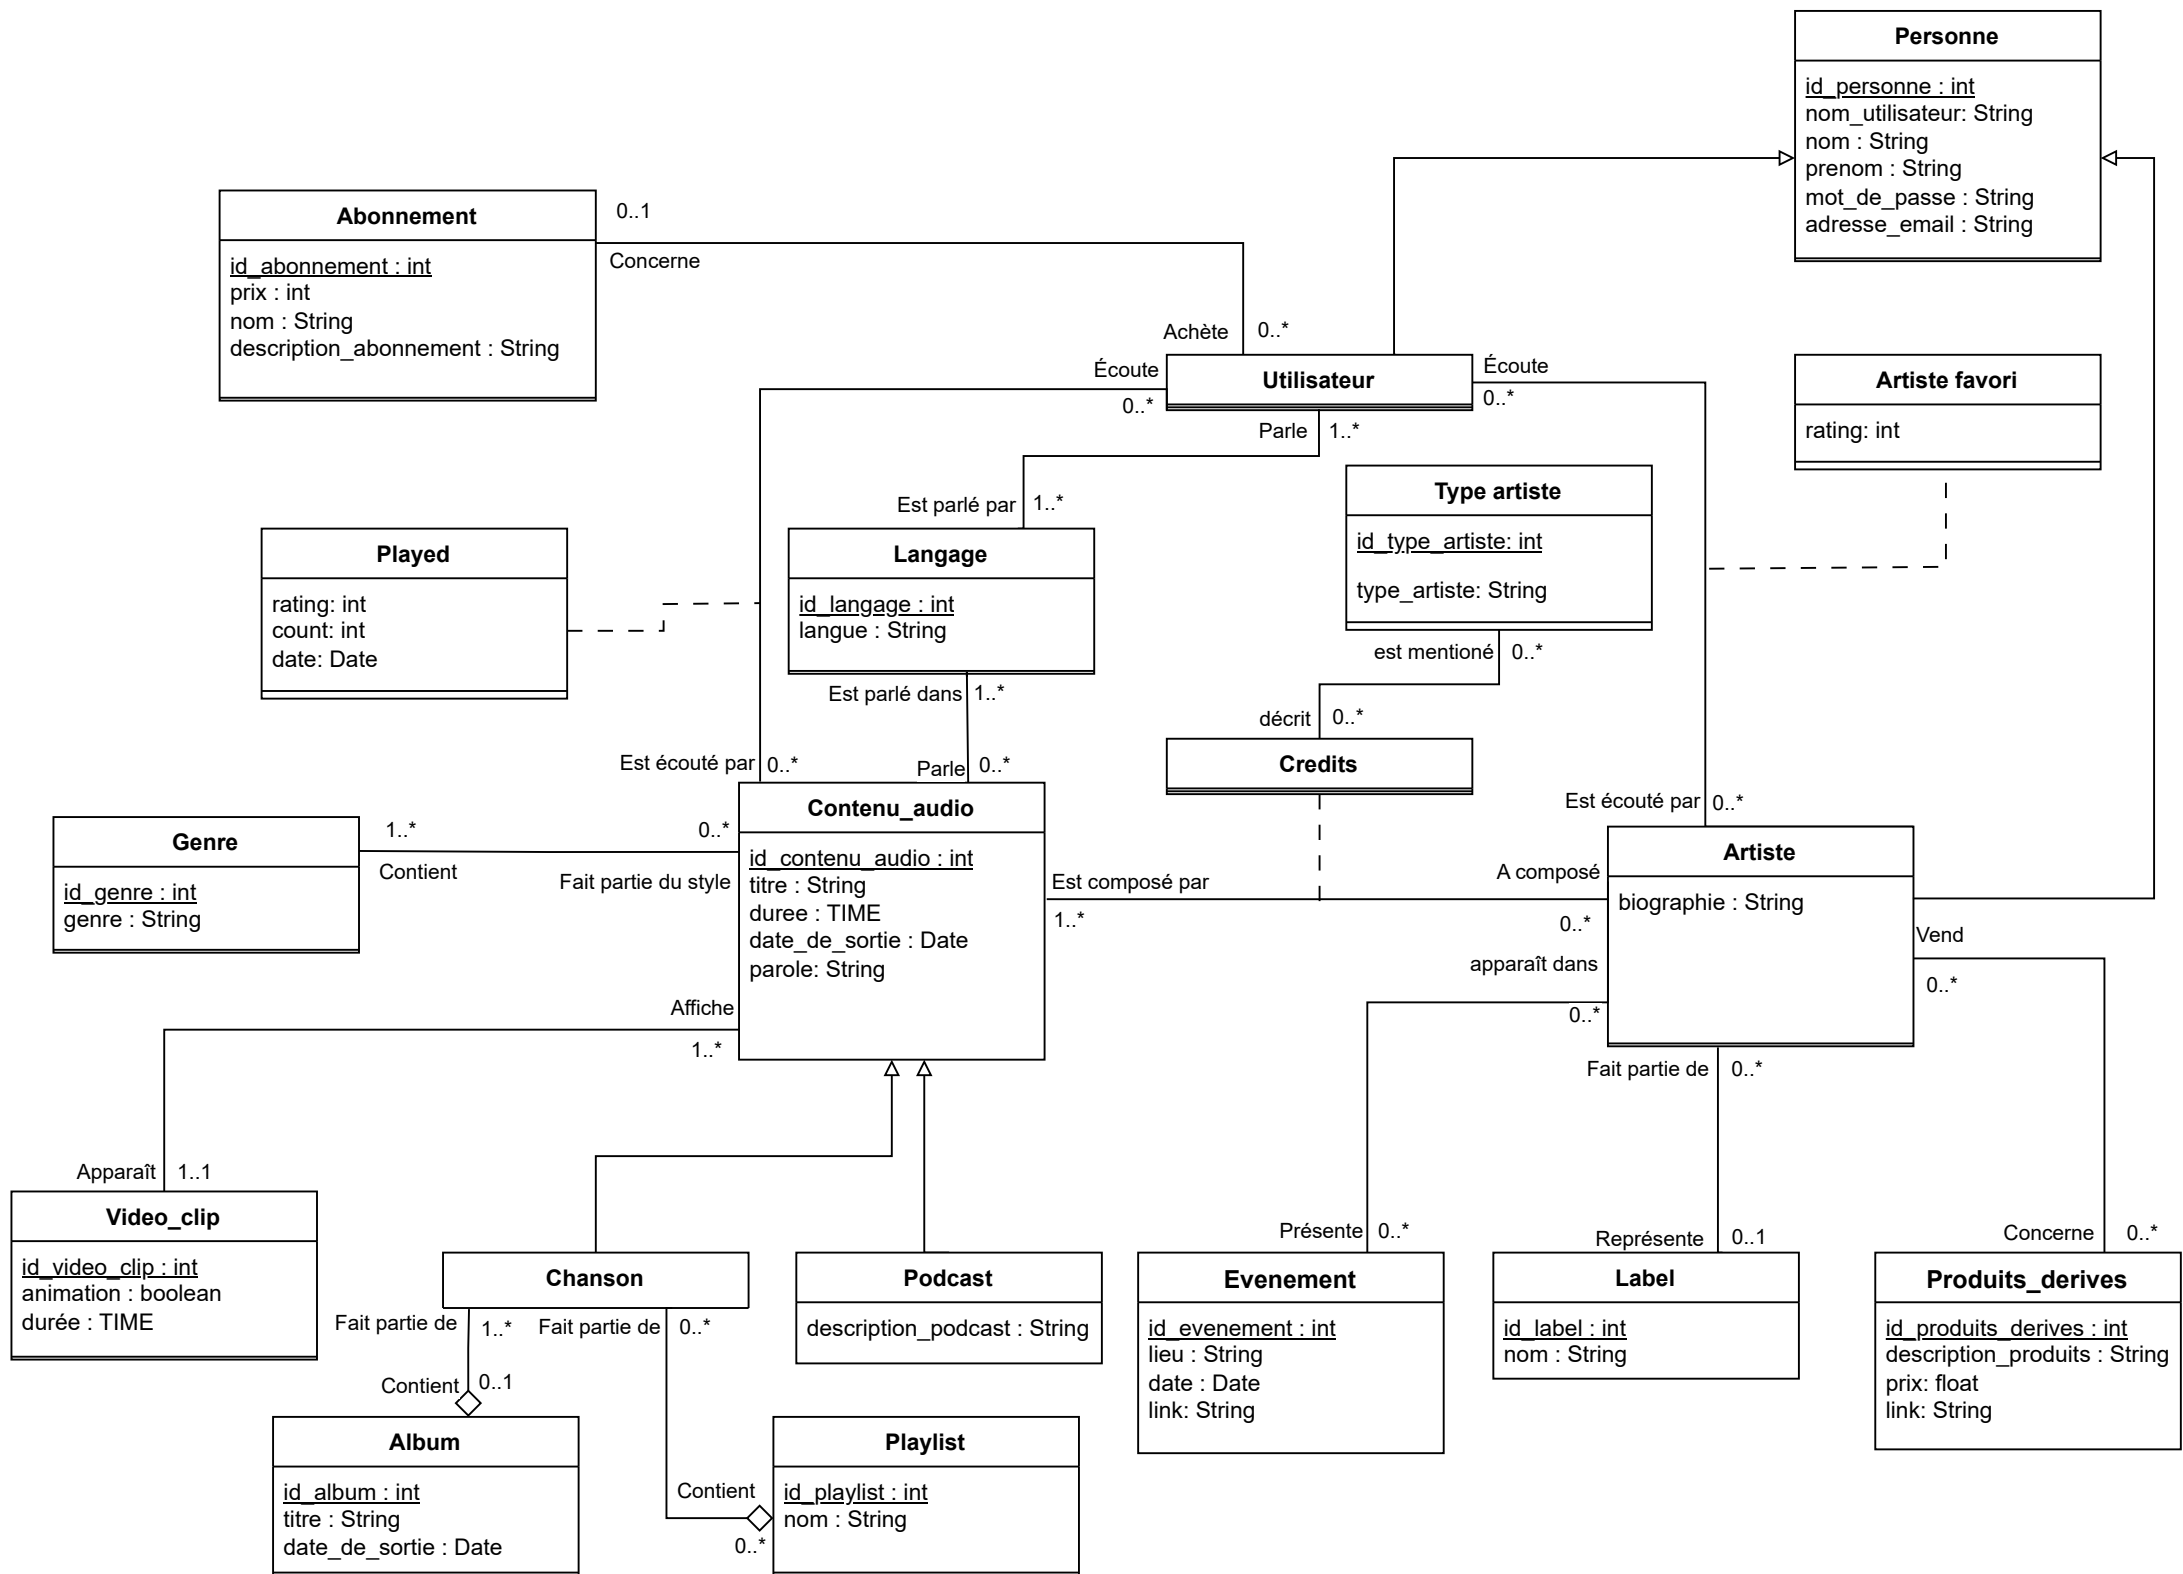 Personne
id_personne : int
nom_utilisateur: String
nom : String
prenom : String
mot_de_passe : String
adresse_email : String
Abonnement
id_abonnement : int
prix : int
nom : String
description_abonnement : String
0..1
Concerne
Achète
0..*
Utilisateur
Écoute
0..*
Écoute
0..*
Parle
1..*
Artiste favori
rating: int
Type artiste
id_type_artiste: int
type_artiste: String
est mentioné
0..*
Est parlé par
1..*
Played
rating: int
count: int
date: Date
Langage
id_langage : int
langue : String
Est parlé dans
1..*
décrit
0..*
Credits
Est écouté par
0..*
Parle
0..*
Est écouté par
0..*
Genre
id_genre : int
genre : String
1..*
Contient
0..*
Fait partie du style
Contenu_audio
id_contenu_audio : int
titre : String
duree : TIME
date_de_sortie : Date
parole: String
Est composé par
1..*
A composé
0..*
Artiste
biographie : String
Vend
0..*
apparaît dans
0..*
Affiche
1..*
Fait partie de
0..*
Apparaît
1..1
Video_clip
id_video_clip : int
animation : boolean
durée : TIME
Chanson
Fait partie de
1..*
Fait partie de
0..*
Podcast
description_podcast : String
Présente
0..*
Evenement
id_evenement : int
lieu : String
date : Date
link: String
Représente
0..1
Label
id_label : int
nom : String
Concerne
0..*
Produits_derives
id_produits_derives : int
description_produits : String
prix: float
link: String
Contient
0..1
Album
id_album : int
titre : String
date_de_sortie : Date
Contient
0..*
Playlist
id_playlist : int
nom : String